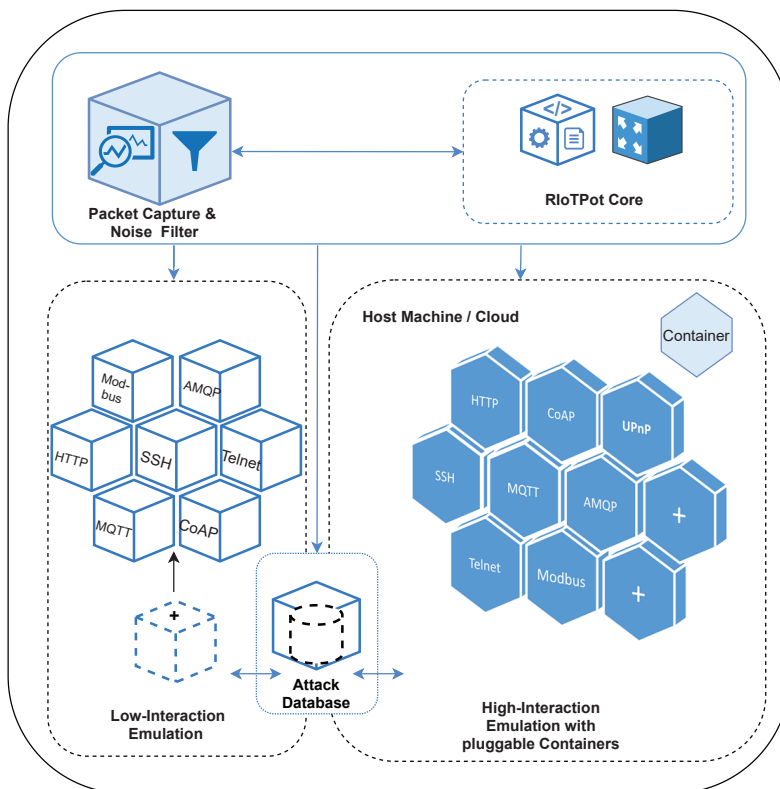 </>
Packet Capture &
Noise Filter
RIoTPot Core
Mod-
bus
AMQP
HTTP
SSH
Telnet
MQTT
CoAP
+
Low-Interaction
Emulation
Attack
Database
Host Machine / Cloud
Container
HTTP
CoAP
UPnP
SSH
MQTT
AMQP
+
Telnet
Modbus
+
High-Interaction
Emulation with
pluggable Containers